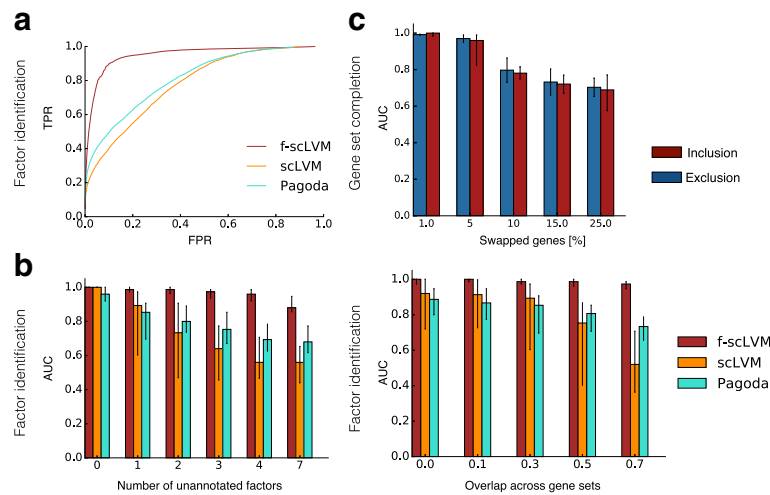 a
Factor identification
TPR
1.0
0.8
0.6
0.4
0.2
0.0
0.0 0.2 0.4 0.6 0.8 1.0
FPR
f-scLVM
scLVM
Pagoda
c
Gene set completion
AUC
1.0
0.8
0.6
0.4
0.2
0.0
1.0 5 10 15.0 25.0
Swapped genes [%]
Inclusion
Exclusion
b
Factor identification
AUC
1.0
0.8
0.6
0.4
0.2
0.0
0 1 2 3 4 7
Number of unannotated factors
Factor identification
AUC
1.0
0.8
0.6
0.4
0.2
0.0
0.0 0.1 0.3 0.5 0.7
Overlap across gene sets
f-scLVM
scLVM
Pagoda